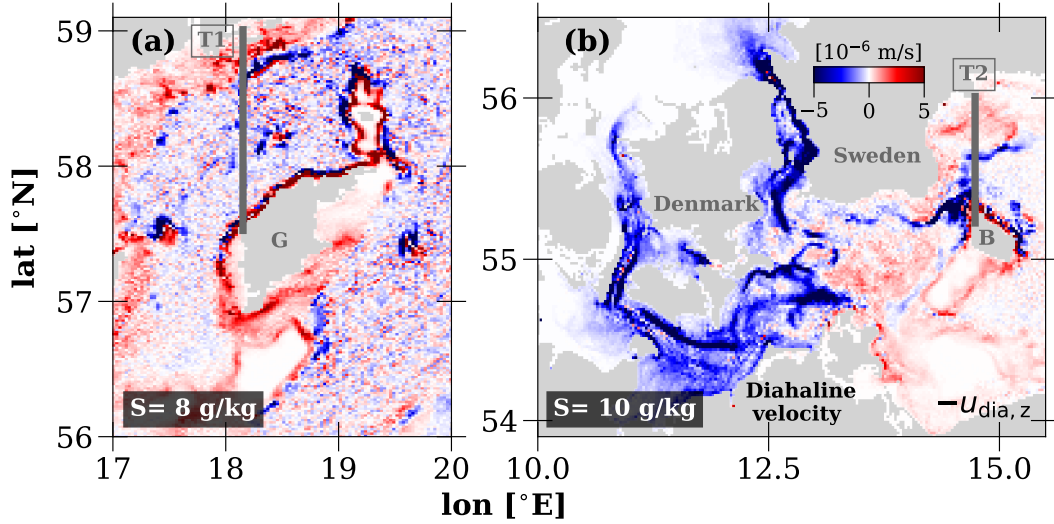 (a)
T1
G
S= 8 g/kg
59
58
57
56
17
18
19
20
lat [°N]
(b)
[10⁻⁶ m/s]
−5 0 5
T2
Sweden
Denmark
B
S= 10 g/kg
Diahaline
velocity
−u_dia, z
56
55
54
10.0
12.5
15.0
lon [°E]